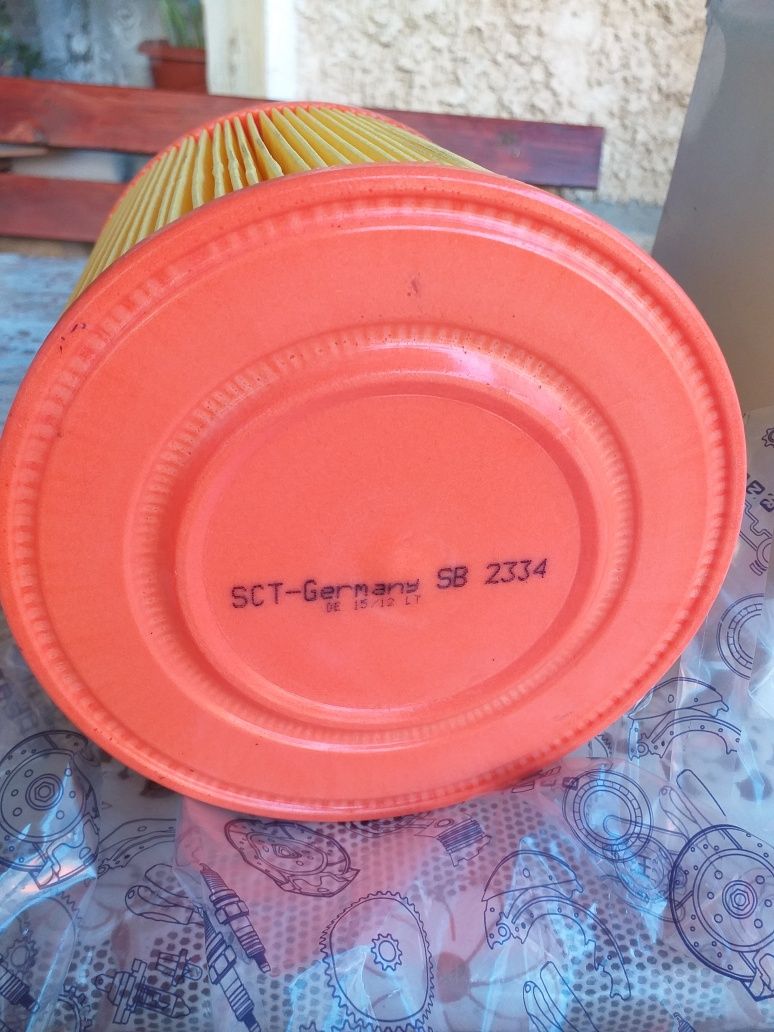 SCT-Germany SB 2334
DE 15/12 LT